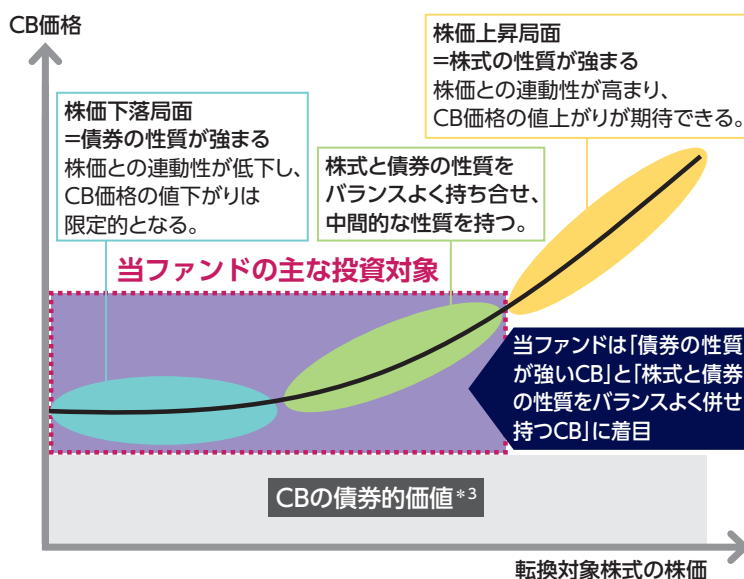 CB価格
株価上昇局面
=株式の性質が強まる
株価との連動性が高まり、
CB価格の値上がりが期待できる。
株価下落局面
=債券の性質が強まる
株価との連動性が低下し、
CB価格の値下がりは
限定的となる。
株式と債券の性質を
バランスよく持ち合せ、
中間的な性質を持つ。
当ファンドの主な投資対象
当ファンドは「債券の性質
が強いCB」と「株式と債券
の性質をバランスよく併せ
持つCB」に着目
CBの債券的価値*3
転換対象株式の株価